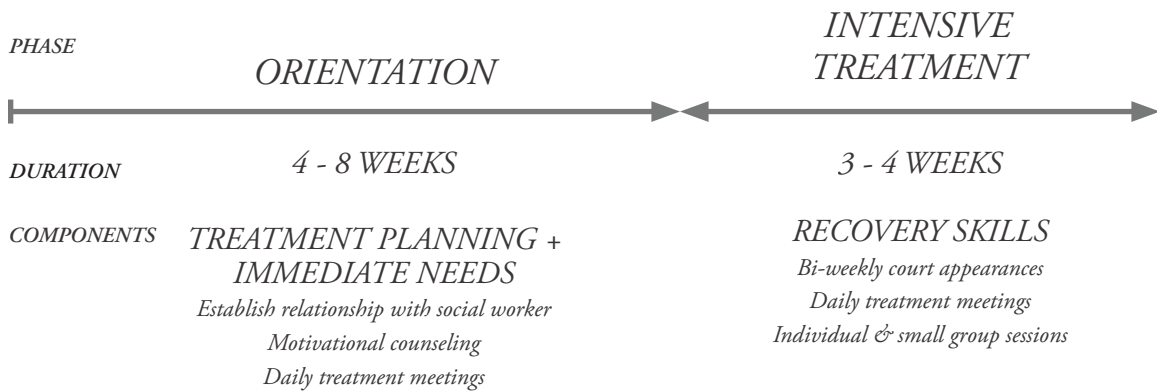 PHASE
ORIENTATION
INTENSIVE
TREATMENT
DURATION
4 - 8 WEEKS
3 - 4 WEEKS
COMPONENTS
TREATMENT PLANNING +
IMMEDIATE NEEDS
Establish relationship with social worker
Motivational counseling
Daily treatment meetings
RECOVERY SKILLS
Bi-weekly court appearances
Daily treatment meetings
Individual & small group sessions